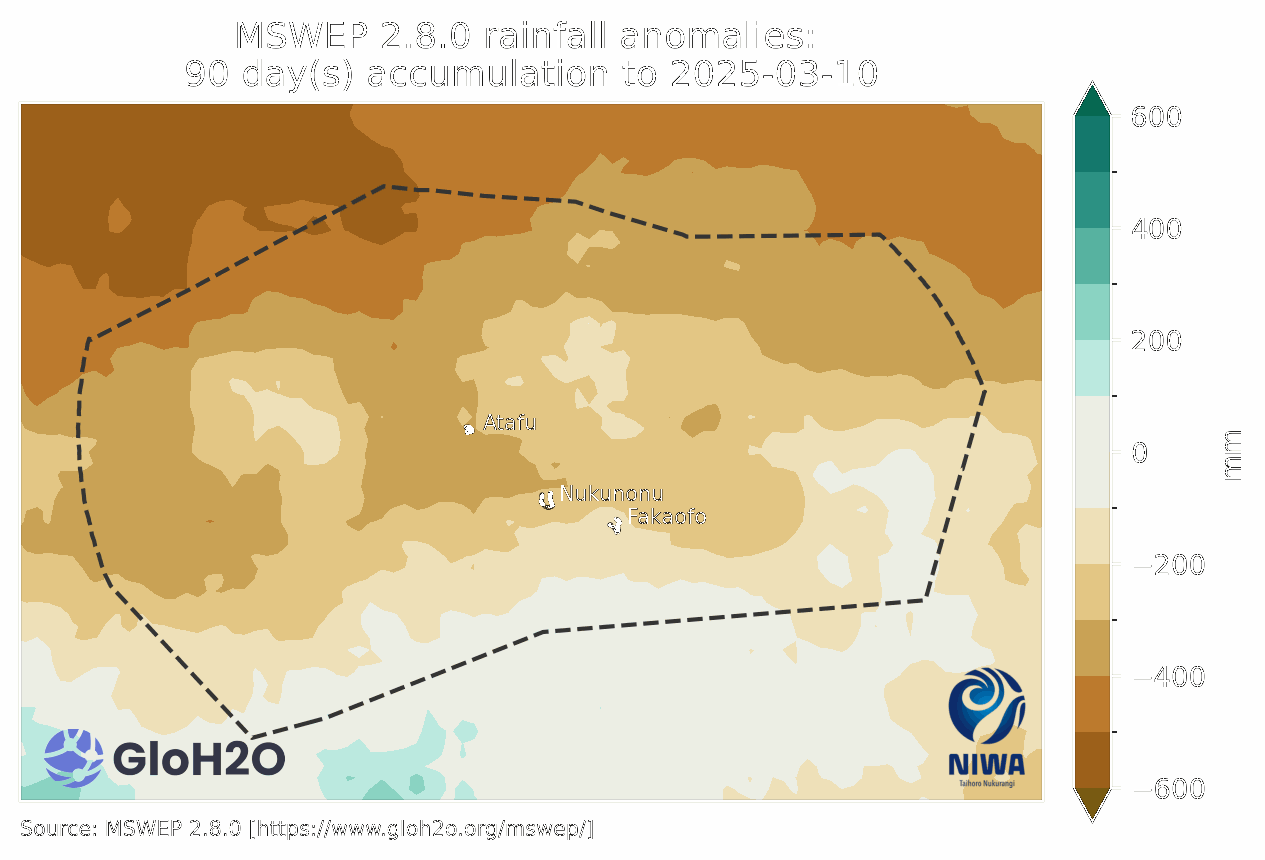 MSWEP 2.8.0 rainfall anomalies:
90 day(s) accumulation to 2025-03-10
600
400
200
0
−200
−400
−600
mm
Atafu
Nukunonu
Fakaofo
GloH2O
NIWA
Taihoro Nukurangi
Source: MSWEP 2.8.0 [https://www.gloh2o.org/mswep/]